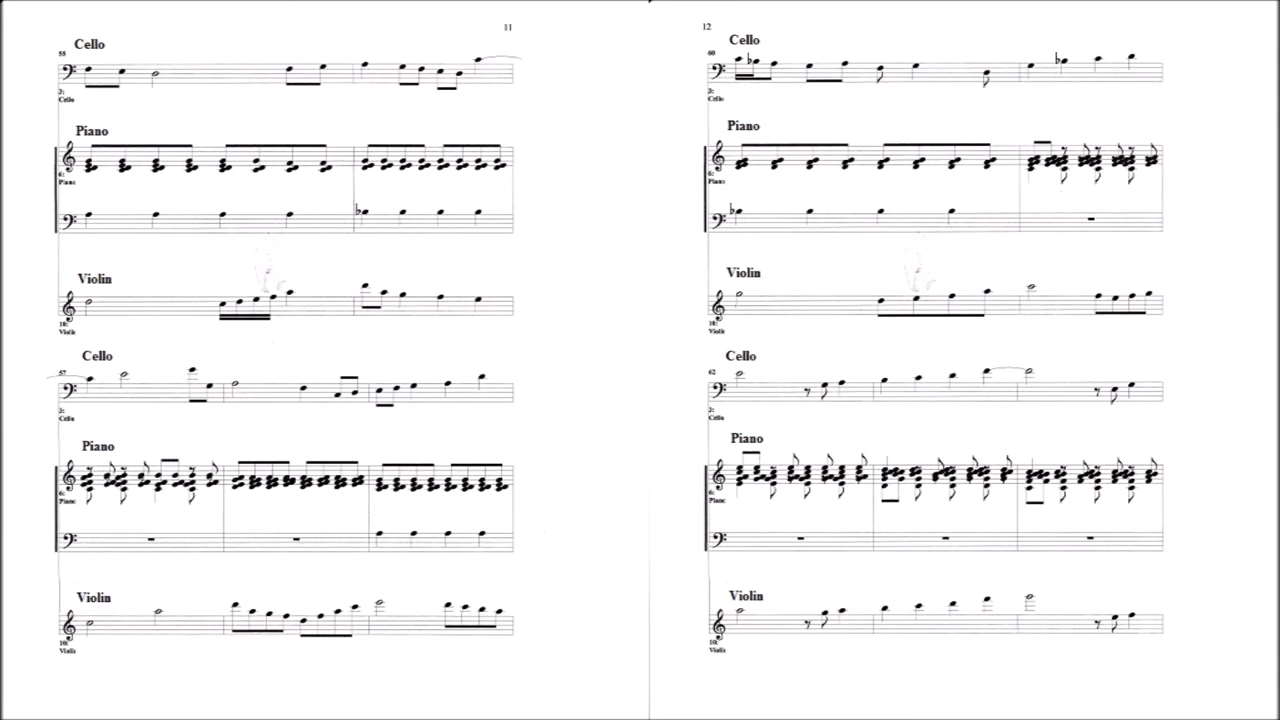 11
Cello
55
3:
Cello
Piano
6:
Piano
Violin
10:
Violin
Cello
57
3:
Cello
Piano
6:
Piano
Violin
10:
Violin
12
Cello
60
3:
Cello
Piano
6:
Piano
Violin
10:
Violin
Cello
62
3:
Cello
Piano
6:
Piano
Violin
10:
Violin